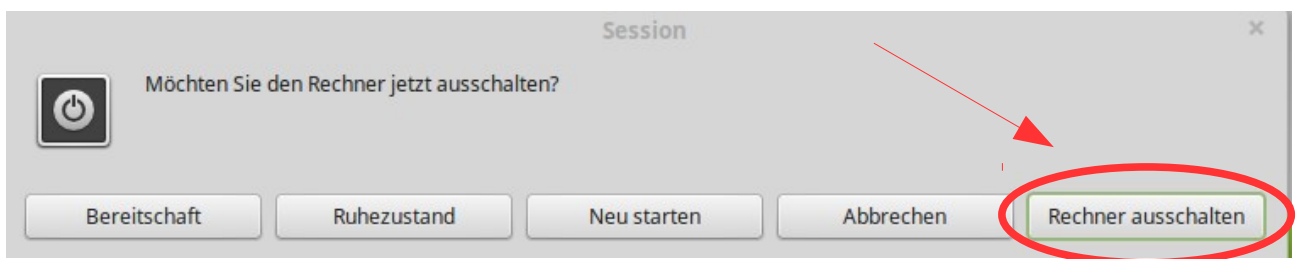 Session
Möchten Sie den Rechner jetzt ausschalten?
Bereitschaft Ruhezustand Neu starten Abbrechen Rechner ausschalten